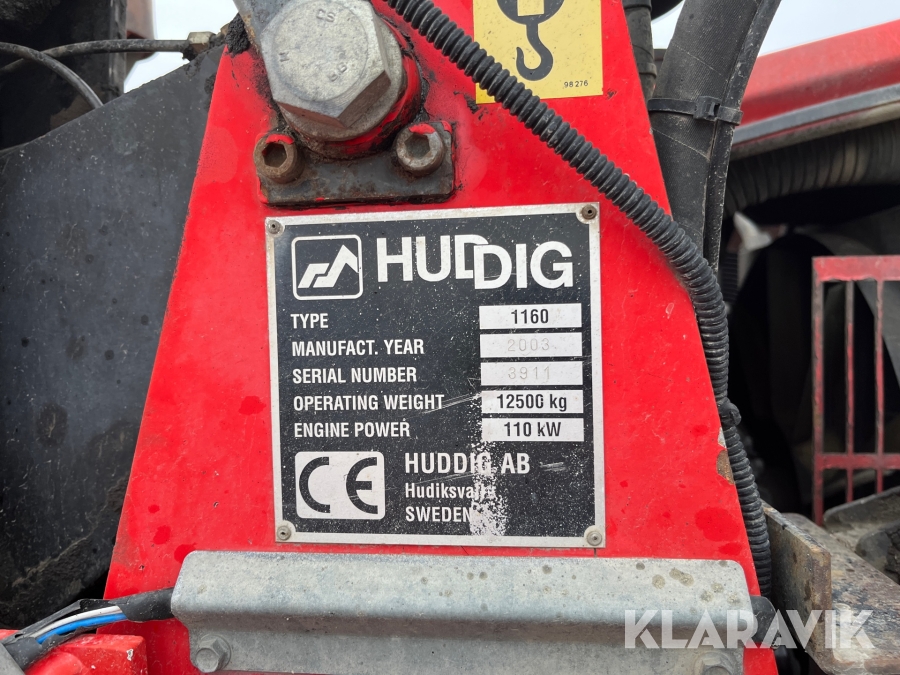 98276
HUDDIG
TYPE 1160
MANUFACT. YEAR 2003
SERIAL NUMBER 3911
OPERATING WEIGHT 12500 kg
ENGINE POWER 110 kW
CE HUDDIG AB
SWEDEN
KLARAVIK